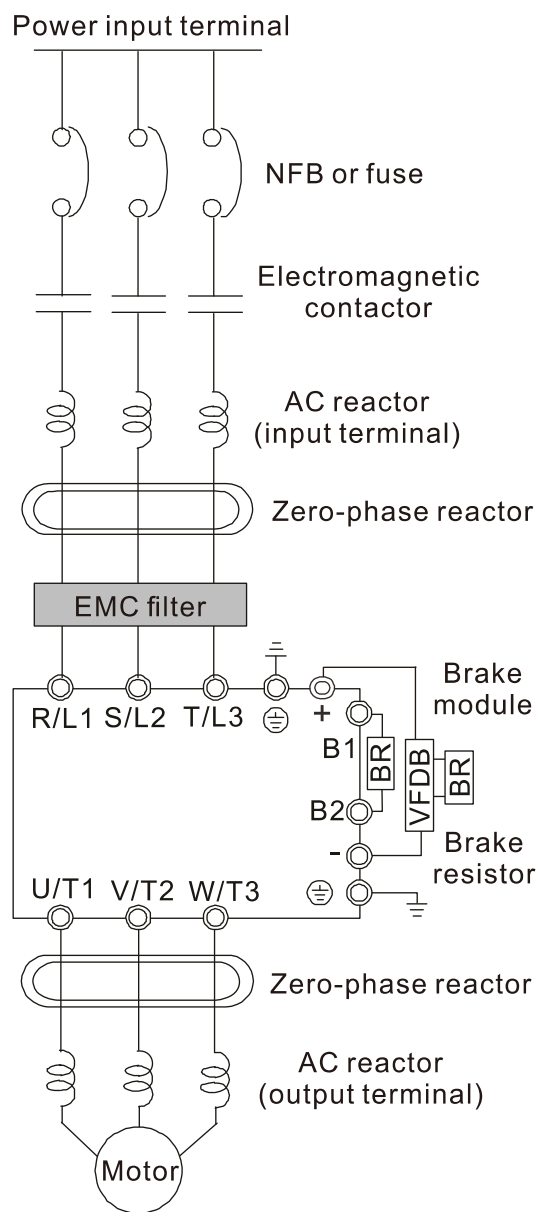 Power input terminal
NFB or fuse
Electromagnetic
contactor
AC reactor
(input terminal)
Zero-phase reactor
EMC filter
R/L1 S/L2 T/L3
+
Brake
module
B1
BR
VFDB
BR
B2
-
Brake
resistor
U/T1 V/T2 W/T3
Zero-phase reactor
AC reactor
(output terminal)
Motor